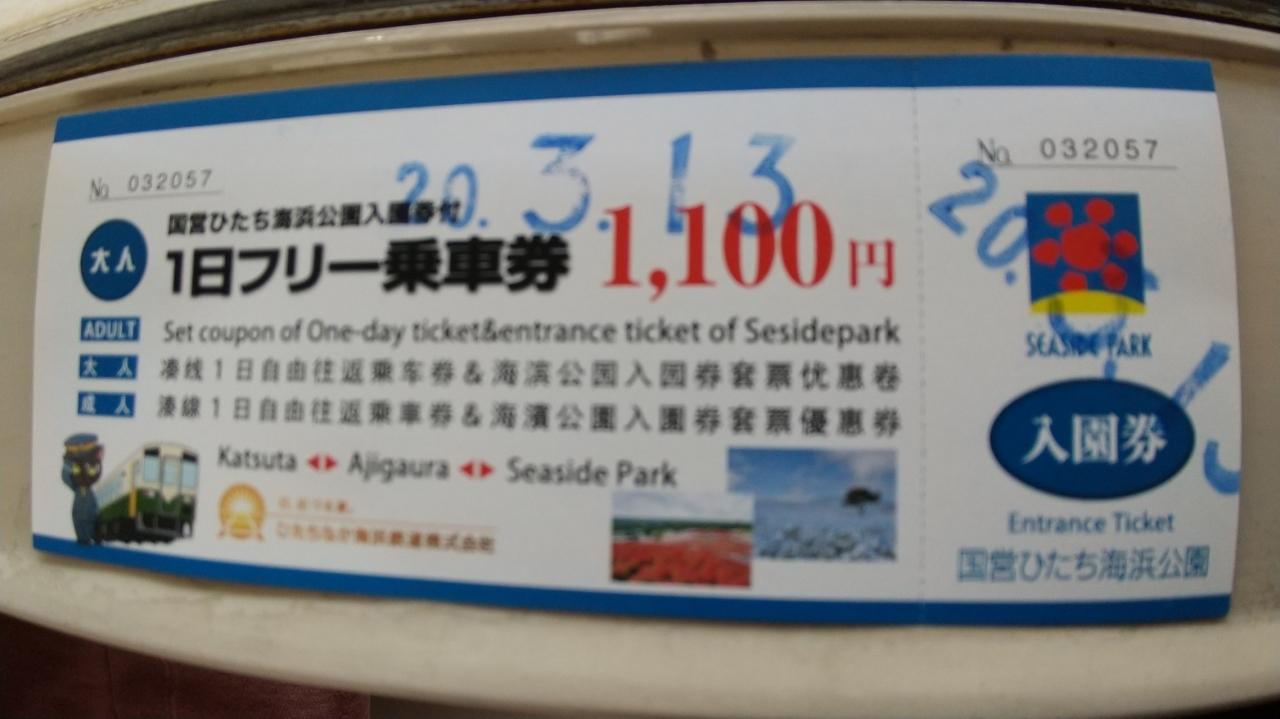 No. 032057
20. 3. 13
国営ひたち海浜公園入園券付
大人
1日フリー乗車券 1,100円
ADULT Set coupon of One-day ticket&entrance ticket of Sesidepark
大人 凑线1日自由往返乘车券&海滨公园入园券套票优惠卷
成人 湊線1日自由往返乘車券&海濱公園入園券套票優惠券
Katsuta Ajigaura Seaside Park
ひたちなか海浜鉄道株式会社
No. 032057
20.
SEASIDE PARK
入園券
Entrance Ticket
国営ひたち海浜公園